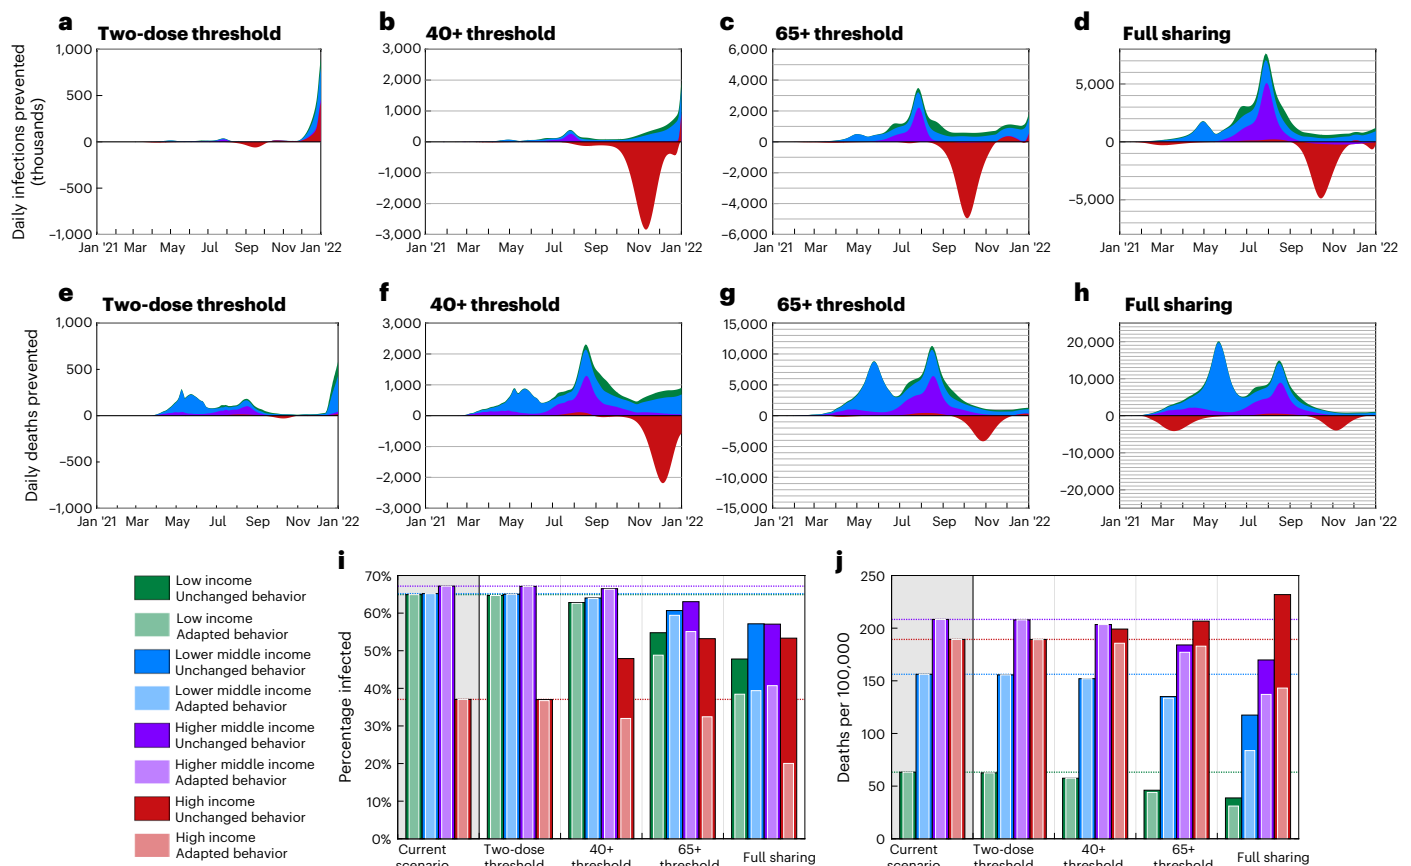 a Two-dose threshold
b 40+ threshold
c 65+ threshold
d Full sharing
Daily infections prevented
(thousands)
1,000
500
0
−500
−1,000
Jan '21 Mar May Jul Sep Nov Jan '22
3,000
2,000
1,000
0
−1,000
−2,000
−3,000
Jan '21 Mar May Jul Sep Nov Jan '22
6,000
4,000
2,000
0
−2,000
−4,000
−6,000
Jan '21 Mar May Jul Sep Nov Jan '22
5,000
0
−5,000
Jan '21 Mar May Jul Sep Nov Jan '22
e Two-dose threshold
f 40+ threshold
g 65+ threshold
h Full sharing
Daily deaths prevented
1,000
500
0
−500
−1,000
Jan '21 Mar May Jul Sep Nov Jan '22
3,000
2,000
1,000
0
−1,000
−2,000
−3,000
Jan '21 Mar May Jul Sep Nov Jan '22
15,000
10,000
5,000
0
−5,000
−10,000
−15,000
Jan '21 Mar May Jul Sep Nov Jan '22
20,000
10,000
0
−10,000
−20,000
Jan '21 Mar May Jul Sep Nov Jan '22
Low income
Unchanged behavior
Low income
Adapted behavior
Lower middle income
Unchanged behavior
Lower middle income
Adapted behavior
Higher middle income
Unchanged behavior
Higher middle income
Adapted behavior
High income
Unchanged behavior
High income
Adapted behavior
i
Percentage infected
70%
60%
50%
40%
30%
20%
10%
0%
Current
scenario
Two-dose
threshold
40+
threshold
65+
threshold
Full sharing
j
Deaths per 100,000
250
200
150
100
50
0
Current
scenario
Two-dose
threshold
40+
threshold
65+
threshold
Full sharing